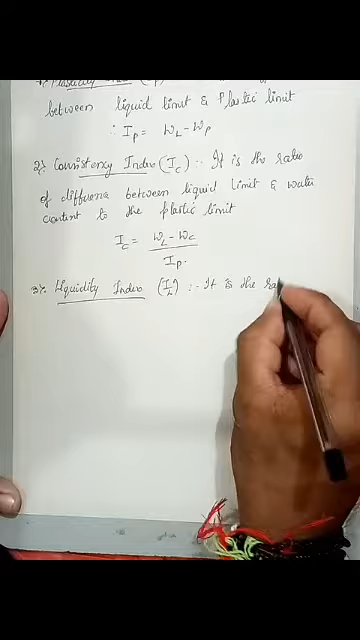 between liquid limit & Plastic limit
∴ Ip = WL - Wp
2). Consistency Index (Ic) :- It is the ratio
of difference between liquid limit & water
content to the plastic limit
Ic = WL - Wc
Ip.
3). Liquidity Index (IL) :- It is the ra